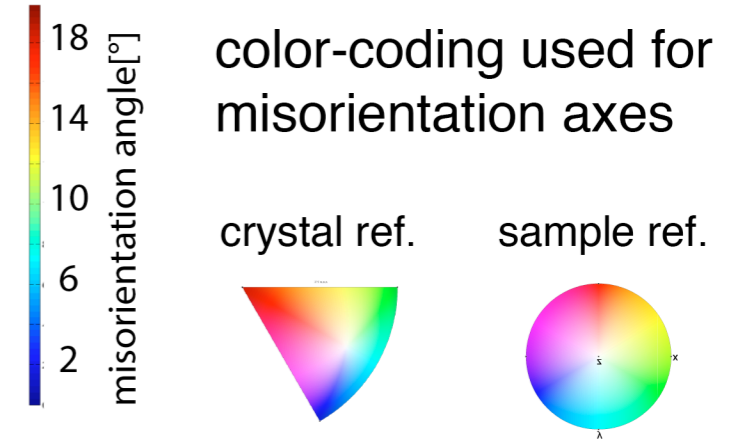 18
14
10
6
2
misorientation angle[°]
color-coding used for
misorientation axes
crystal ref.
sample ref.
x
z
y